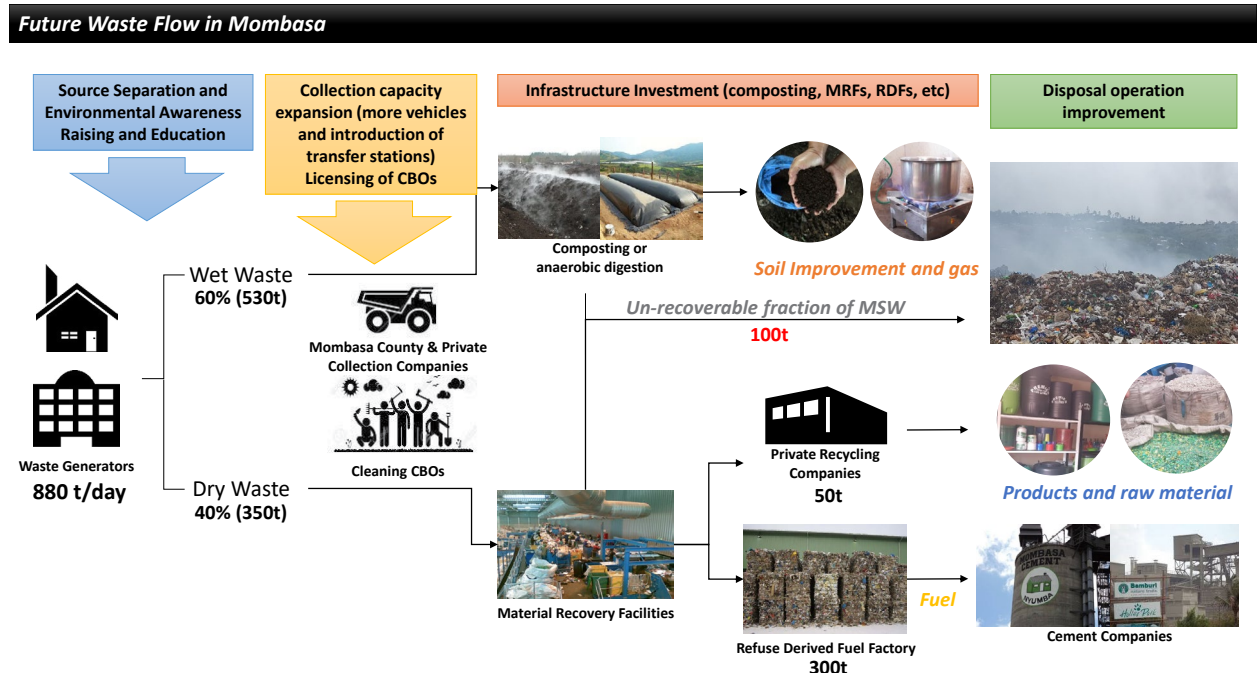 Future Waste Flow in Mombasa
Source Separation and
Environmental Awareness
Raising and Education
Collection capacity
expansion (more vehicles
and introduction of
transfer stations)
Licensing of CBOs
Infrastructure Investment (composting, MRFs, RDFs, etc)
Disposal operation
improvement
Waste Generators
880 t/day
Wet Waste
60% (530t)
Mombasa County & Private
Collection Companies
Cleaning CBOs
Dry Waste
40% (350t)
Composting or
anaerobic digestion
Soil Improvement and gas
Un-recoverable fraction of MSW
100t
Private Recycling
Companies
50t
Products and raw material
Material Recovery Facilities
Refuse Derived Fuel Factory
300t
Fuel
MOMBASA
CEMENT
NYUMBA
Bamburi
Haller Park
Cement Companies